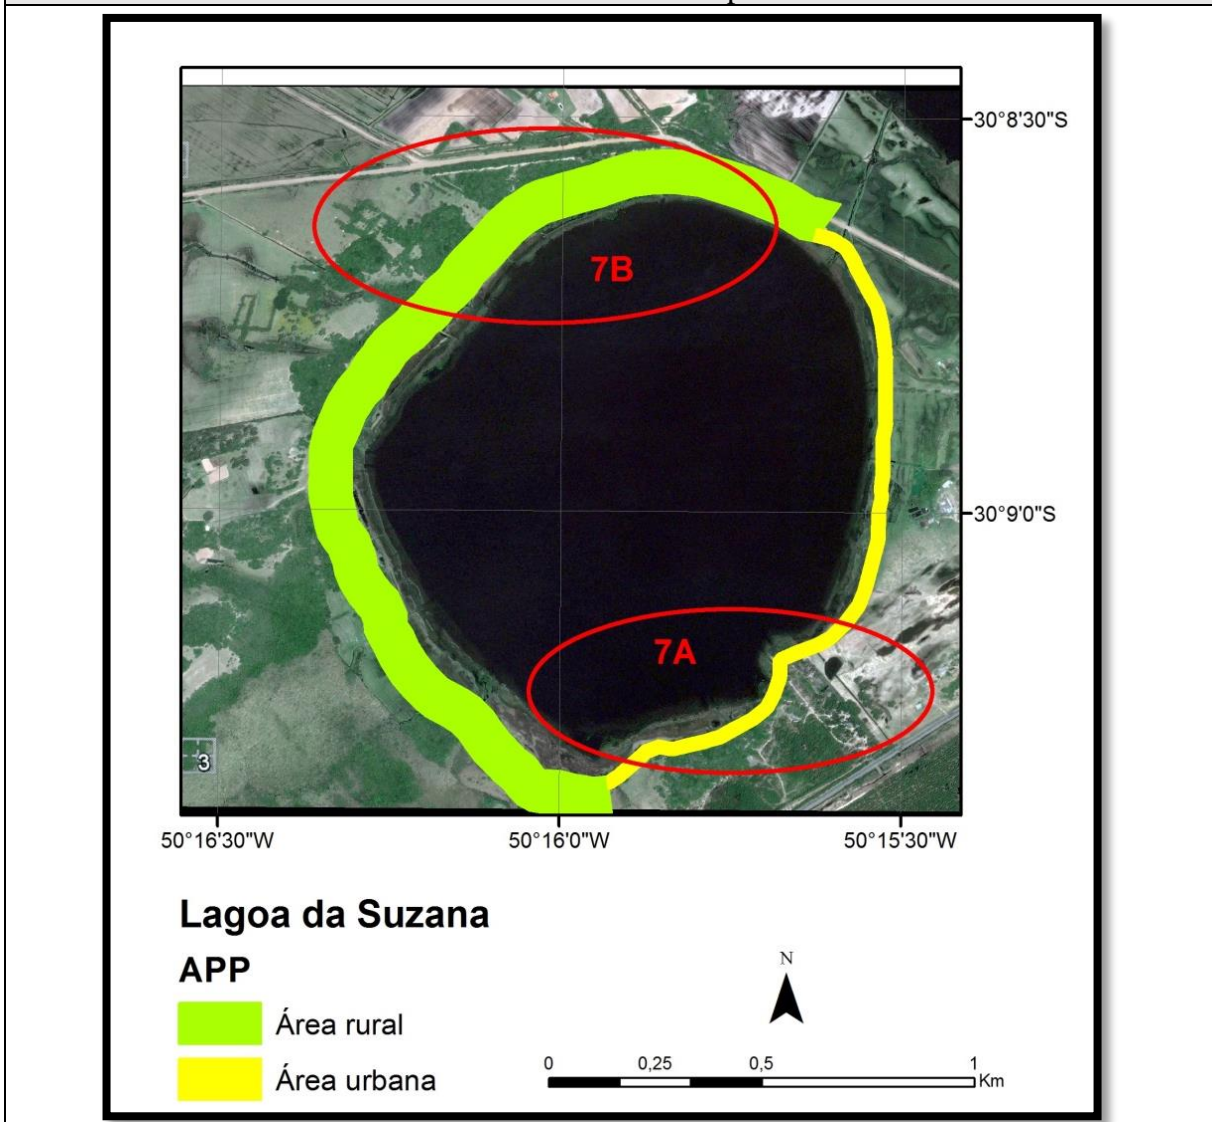 30°8'30"S
7B
30°9'0"S
7A
3
50°16'30"W 50°16'0"W 50°15'30"W
Lagoa da Suzana
APP
N
Área rural
0 0,25 0,5 1
Km
Área urbana